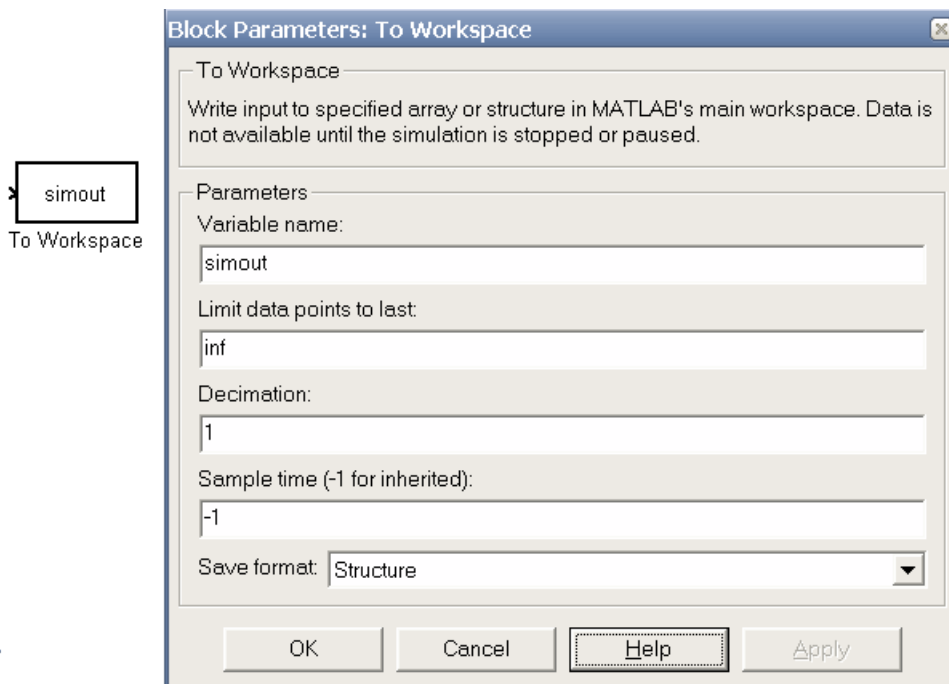 Block Parameters: To Workspace
To Workspace
Write input to specified array or structure in MATLAB's main workspace. Data is
not available until the simulation is stopped or paused.
simout
To Workspace
Parameters
Variable name:
simout
Limit data points to last:
inf
Decimation:
1
Sample time (-1 for inherited):
-1
Save format: Structure
OK Cancel Help Apply